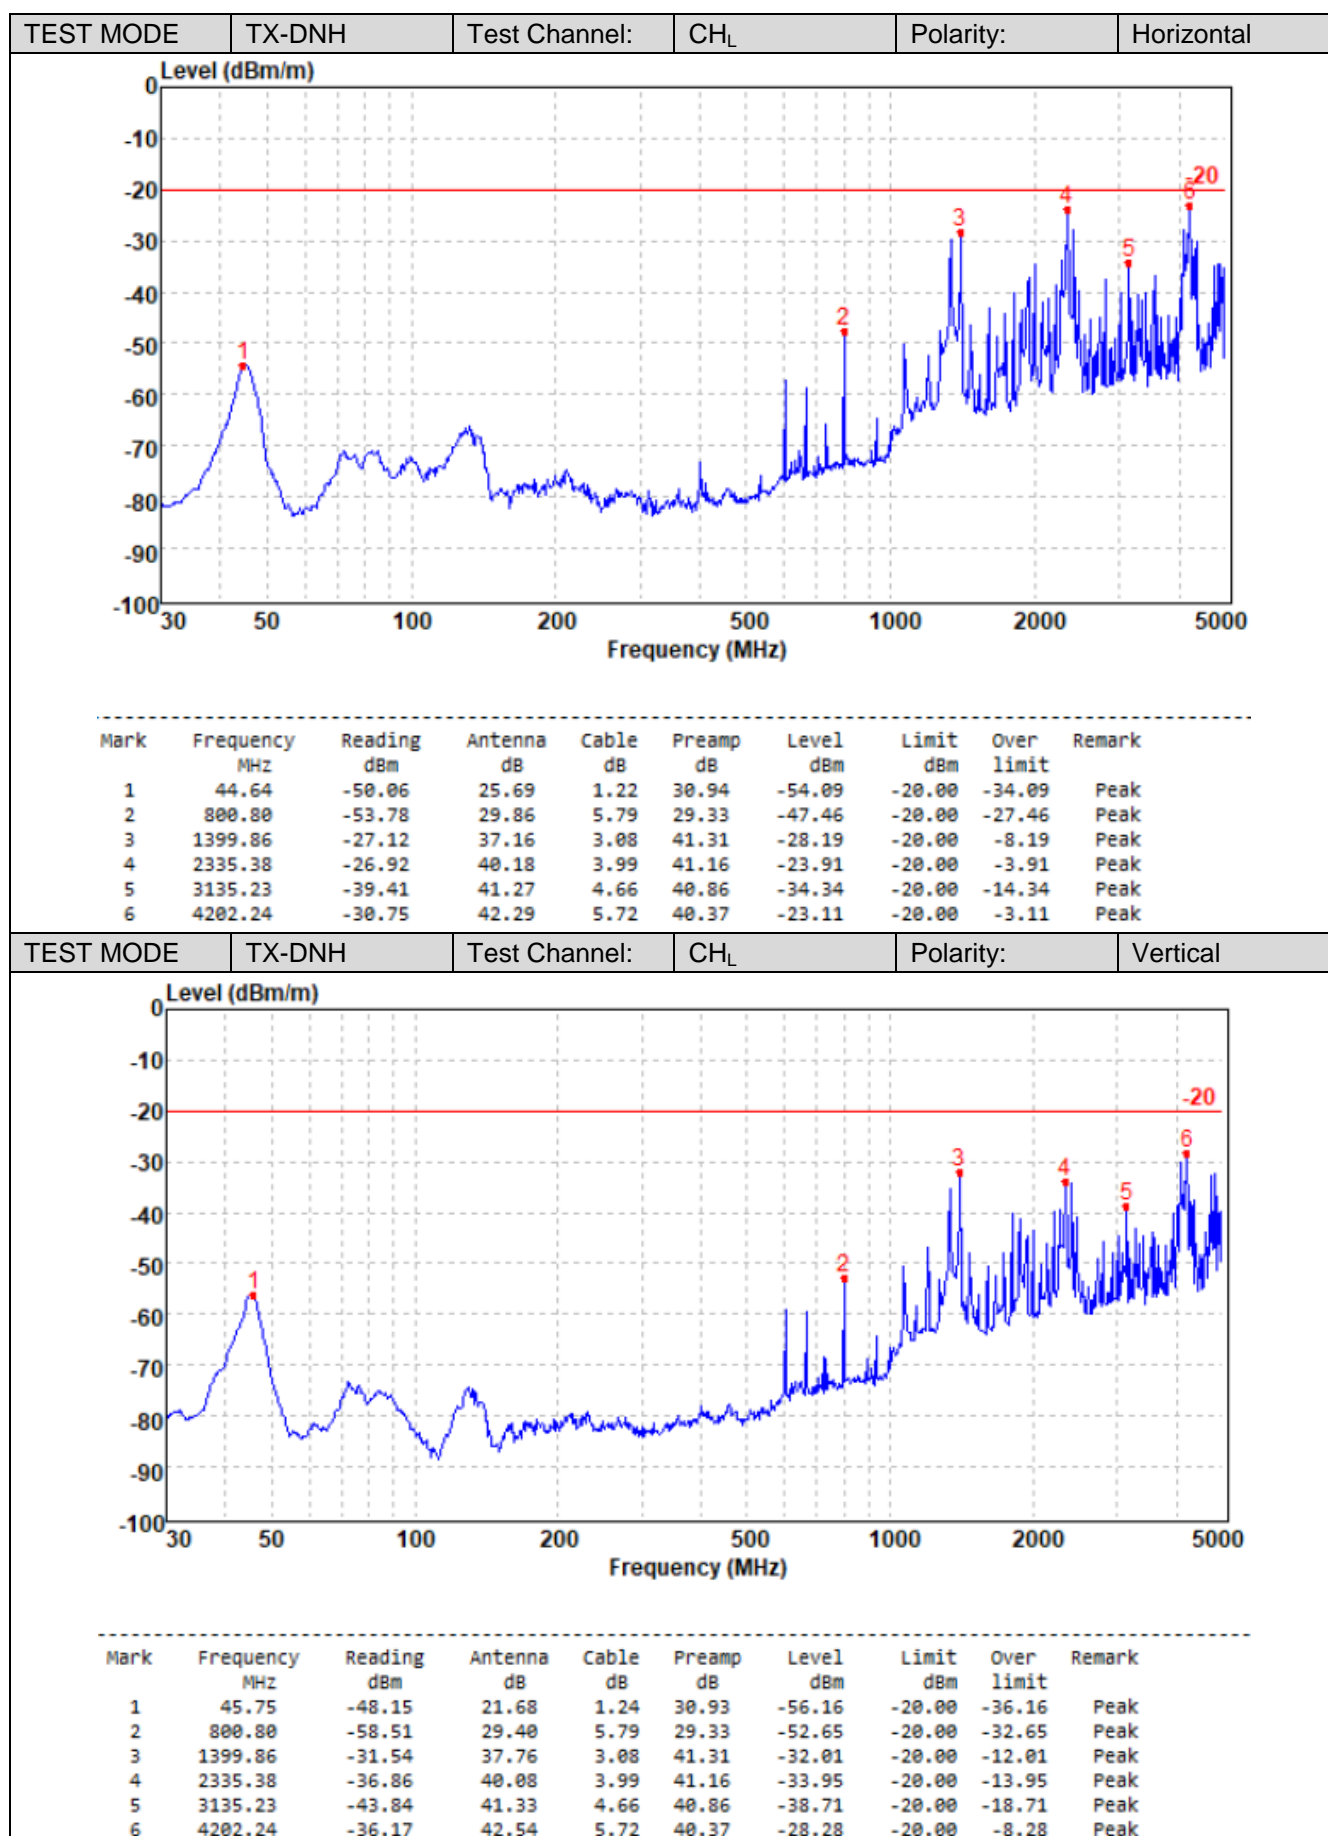 TEST MODE TX-DNH Test Channel: CHL Polarity: Horizontal
Level (dBm/m)
0
-10
-20
-30
-40
-50
-60
-70
-80
-90
-100
-20
1
2
3
4
5
6
30 50 100 200 500 1000 2000 5000
Frequency (MHz)
Mark Frequency Reading Antenna Cable Preamp Level Limit Over Remark
MHz dBm dB dB dB dBm dBm limit
1 44.64 -50.06 25.69 1.22 30.94 -54.09 -20.00 -34.09 Peak
2 800.80 -53.78 29.86 5.79 29.33 -47.46 -20.00 -27.46 Peak
3 1399.86 -27.12 37.16 3.08 41.31 -28.19 -20.00 -8.19 Peak
4 2335.38 -26.92 40.18 3.99 41.16 -23.91 -20.00 -3.91 Peak
5 3135.23 -39.41 41.27 4.66 40.86 -34.34 -20.00 -14.34 Peak
6 4202.24 -30.75 42.29 5.72 40.37 -23.11 -20.00 -3.11 Peak
TEST MODE TX-DNH Test Channel: CHL Polarity: Vertical
Level (dBm/m)
0
-10
-20
-30
-40
-50
-60
-70
-80
-90
-100
-20
1
2
3
4
5
6
30 50 100 200 500 1000 2000 5000
Frequency (MHz)
Mark Frequency Reading Antenna Cable Preamp Level Limit Over Remark
MHz dBm dB dB dB dBm dBm limit
1 45.75 -48.15 21.68 1.24 30.93 -56.16 -20.00 -36.16 Peak
2 800.80 -58.51 29.40 5.79 29.33 -52.65 -20.00 -32.65 Peak
3 1399.86 -31.54 37.76 3.08 41.31 -32.01 -20.00 -12.01 Peak
4 2335.38 -36.86 40.08 3.99 41.16 -33.95 -20.00 -13.95 Peak
5 3135.23 -43.84 41.33 4.66 40.86 -38.71 -20.00 -18.71 Peak
6 4202.24 -36.17 42.54 5.72 40.37 -28.28 -20.00 -8.28 Peak